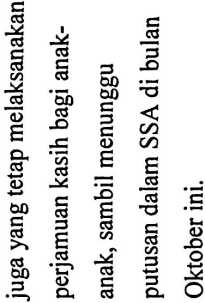 juga yang tetap melaksanakan
perjamuan kasih bagi anak-
anak, sambil menunggu
putusan dalam SSA di bulan
Oktober ini.